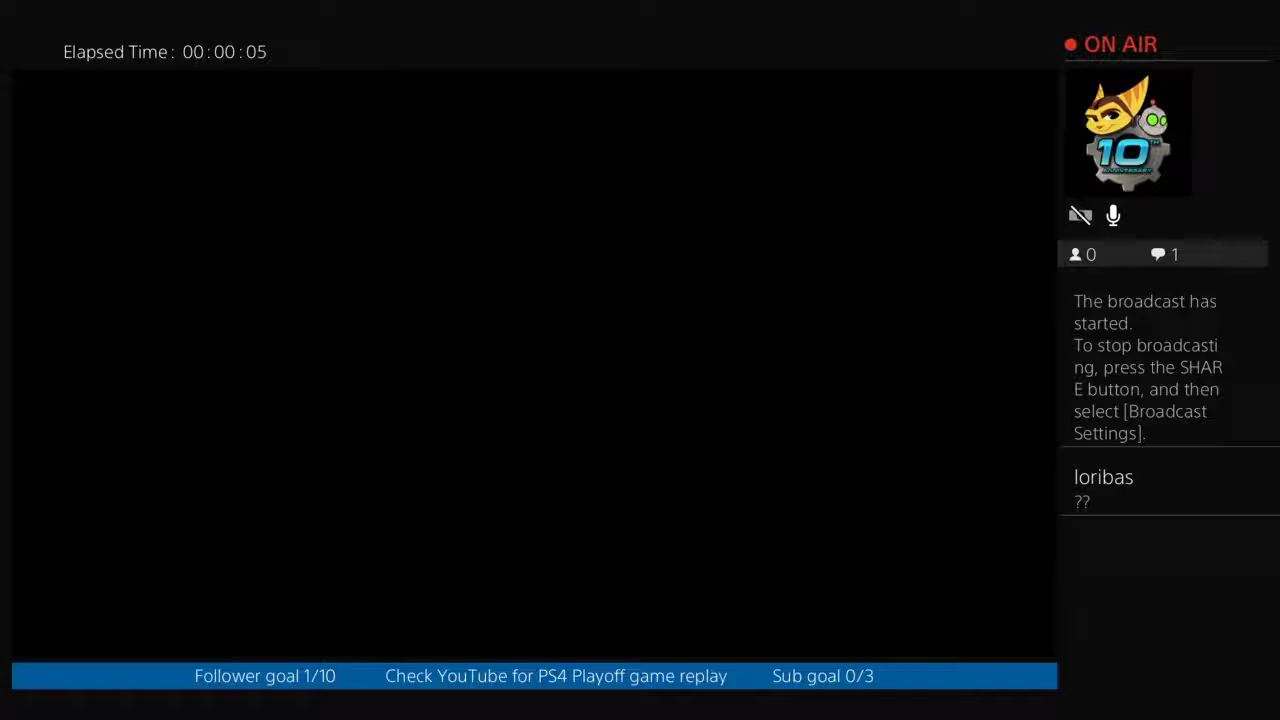 Elapsed Time: 00:00:05
ON AIR
10TH
ANNIVERSARY
0 1
The broadcast has
started.
To stop broadcasti
ng, press the SHAR
E button, and then
select [Broadcast
Settings].
loribas
??
Follower goal 1/10 Check YouTube for PS4 Playoff game replay Sub goal 0/3